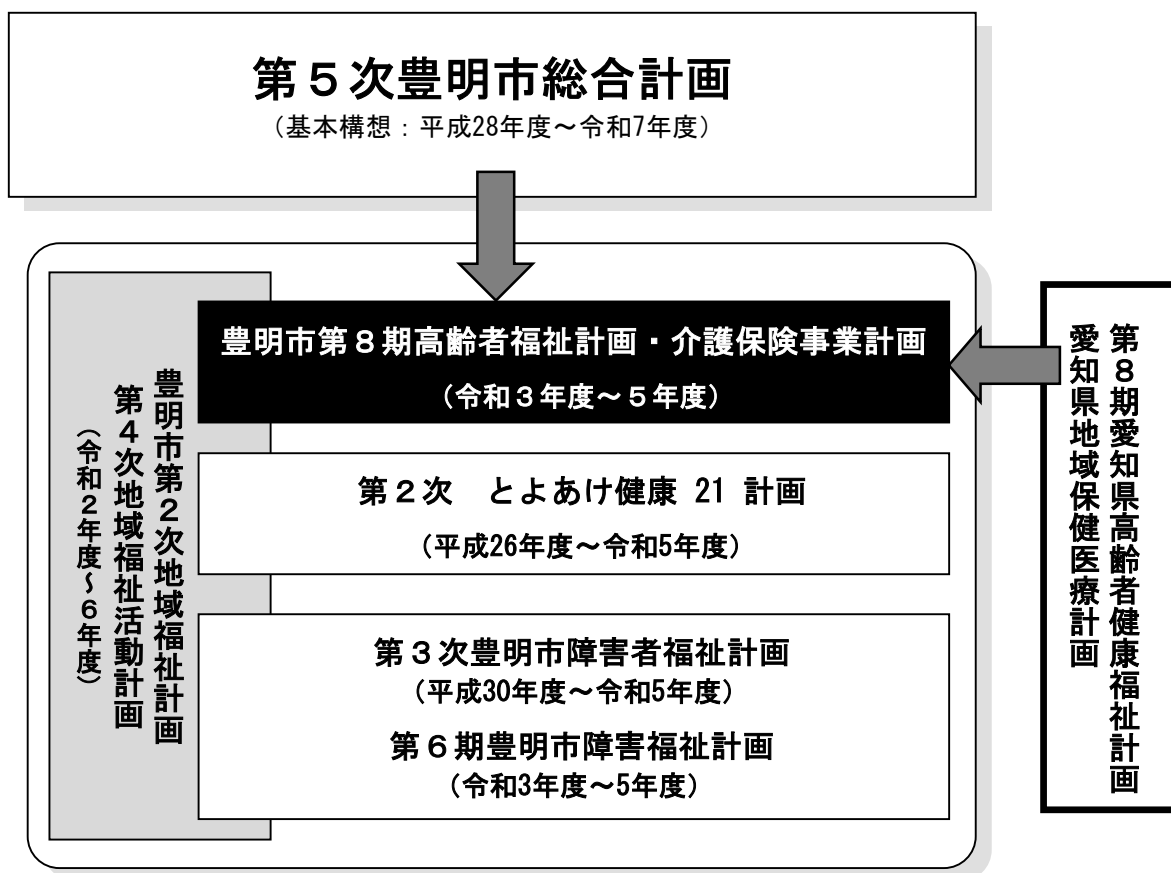 第５次豊明市総合計画
（基本構想：平成28年度～令和7年度）
豊明市第８期高齢者福祉計画・介護保険事業計画
（令和３年度～５年度）
第２次　とよあけ健康 21 計画
（平成26年度～令和5年度）
第３次豊明市障害者福祉計画
（平成30年度～令和5年度）
第６期豊明市障害福祉計画
（令和3年度～5年度）
豊明市第２次地域福祉計画
第４次地域福祉活動計画
（令和２年度～６年度）
第８期愛知県高齢者健康福祉計画
愛知県地域保健医療計画